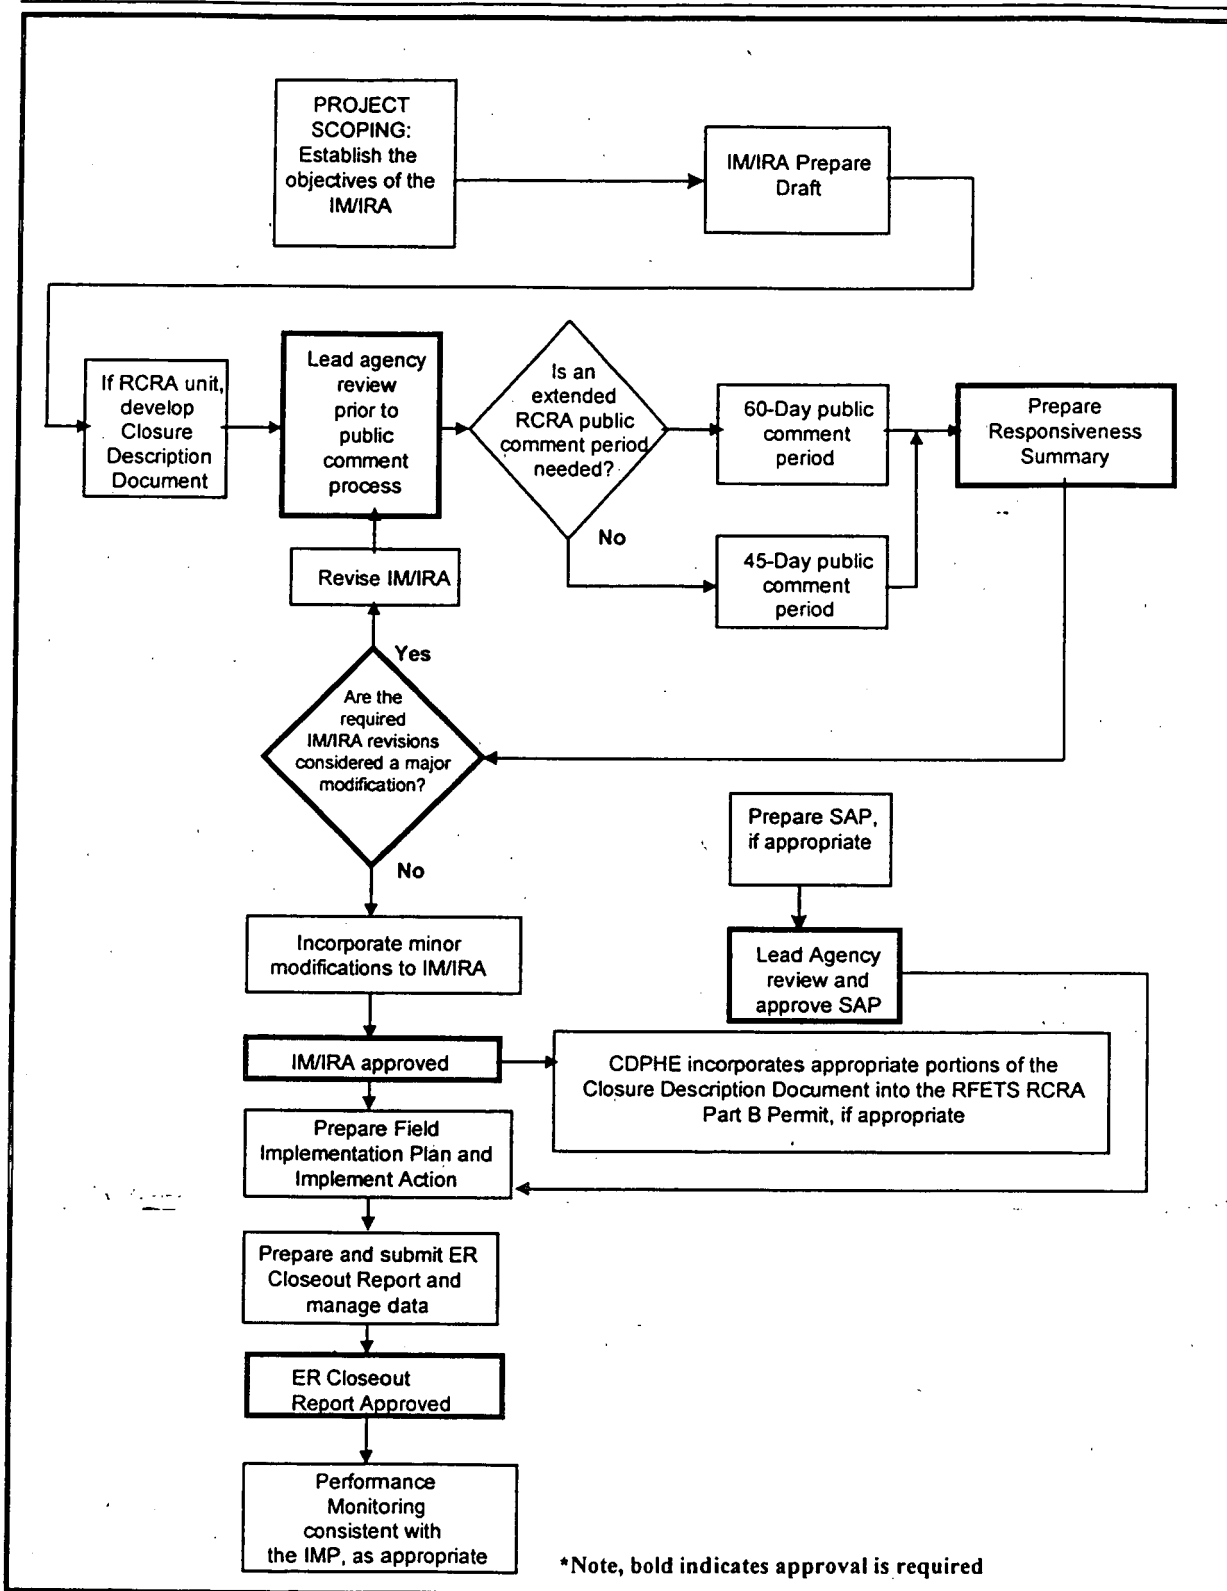 PROJECT
SCOPING:
Establish the
objectives of the
IM/IRA
IM/IRA Prepare
Draft
If RCRA unit,
develop
Closure
Description
Document
Lead agency
review
prior to
public
comment
process
Is an
extended
RCRA public
comment period
needed?
60-Day public
comment
period
Prepare
Responsiveness
Summary
No
45-Day public
comment
period
Revise IM/IRA
Yes
Are the
required
IM/IRA revisions
considered a major
modification?
No
Prepare SAP,
if appropriate
Lead Agency
review and
approve SAP
Incorporate minor
modifications to IM/IRA
IM/IRA approved
CDPHE incorporates appropriate portions of the
Closure Description Document into the RFETS RCRA
Part B Permit, if appropriate
Prepare Field
Implementation Plan and
Implement Action
Prepare and submit ER
Closeout Report and
manage data
ER Closeout
Report Approved
Performance
Monitoring
consistent with
the IMP, as appropriate
*Note, bold indicates approval is required